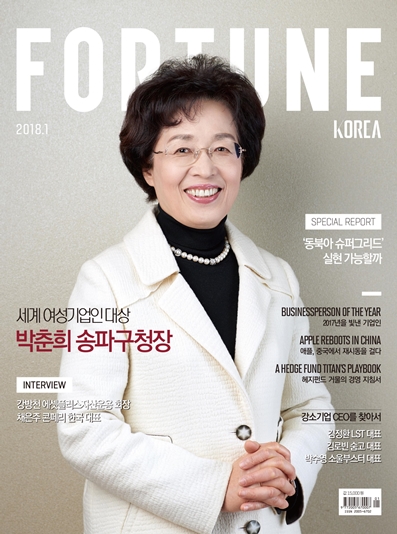 FORTUNE
KOREA
2018.1
SPECIAL REPORT
'동북아 슈퍼그리드'
실현 가능할까
세계 여성기업인 대상
박춘희 송파구청장
BUSINESSPERSON OF THE YEAR
2017년을 빛낸 기업인
APPLE REBOOTS IN CHINA
애플, 중국에서 재시동을 걸다
A HEDGE FUND TITAN'S PLAYBOOK
헤지펀드 거물의 경영 지침서
INTERVIEW
강방천 에셋플러스자산운용 회장
채은주 콘페리 한국 대표
강소기업 CEO를 찾아서
김정환 LST 대표
김로빈 숭고 대표
박수영 소울부스터 대표
값 15,000원